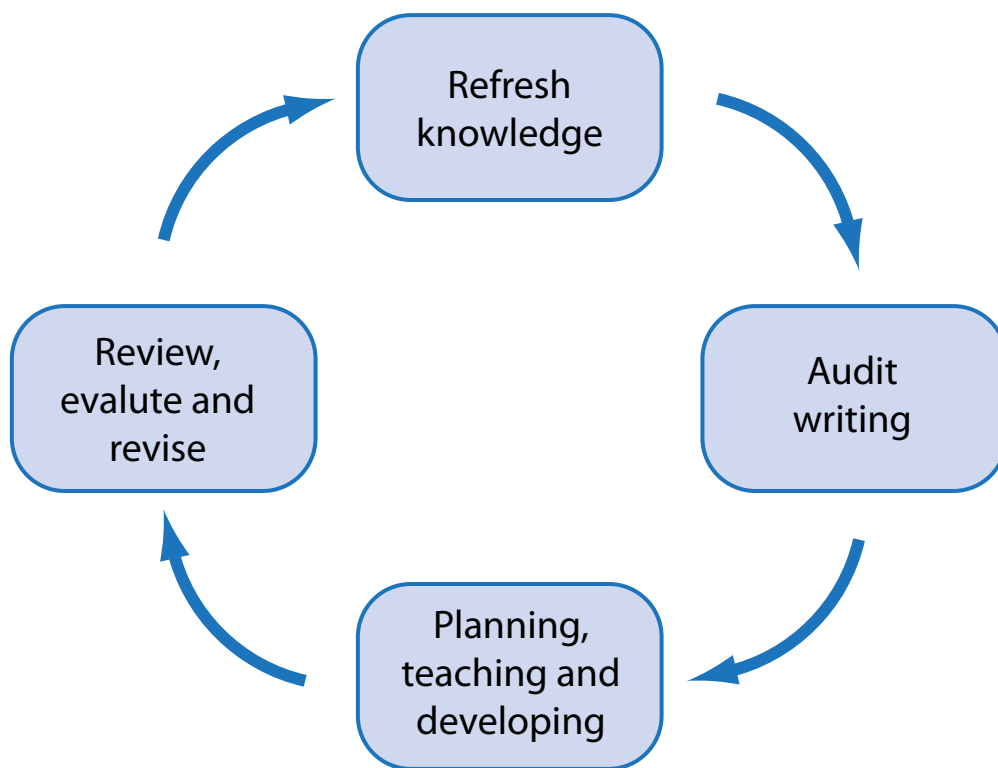 Refresh
knowledge
Audit
writing
Planning,
teaching and
developing
Review,
evalute and
revise